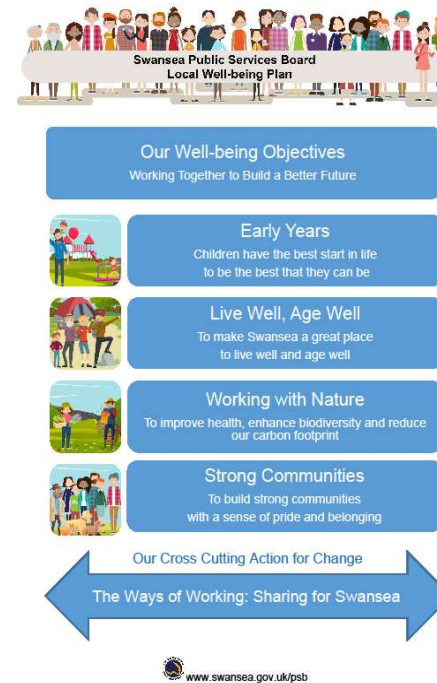 Swansea Public Services Board
Local Well-being Plan
Our Well-being Objectives
Working Together to Build a Better Future
Early Years
Children have the best start in life
to be the best that they can be
Live Well, Age Well
To make Swansea a great place
to live well and age well
Working with Nature
To improve health, enhance biodiversity and reduce
our carbon footprint
Strong Communities
To build strong communities
with a sense of pride and belonging
Our Cross Cutting Action for Change
The Ways of Working: Sharing for Swansea
www.swansea.gov.uk/psb